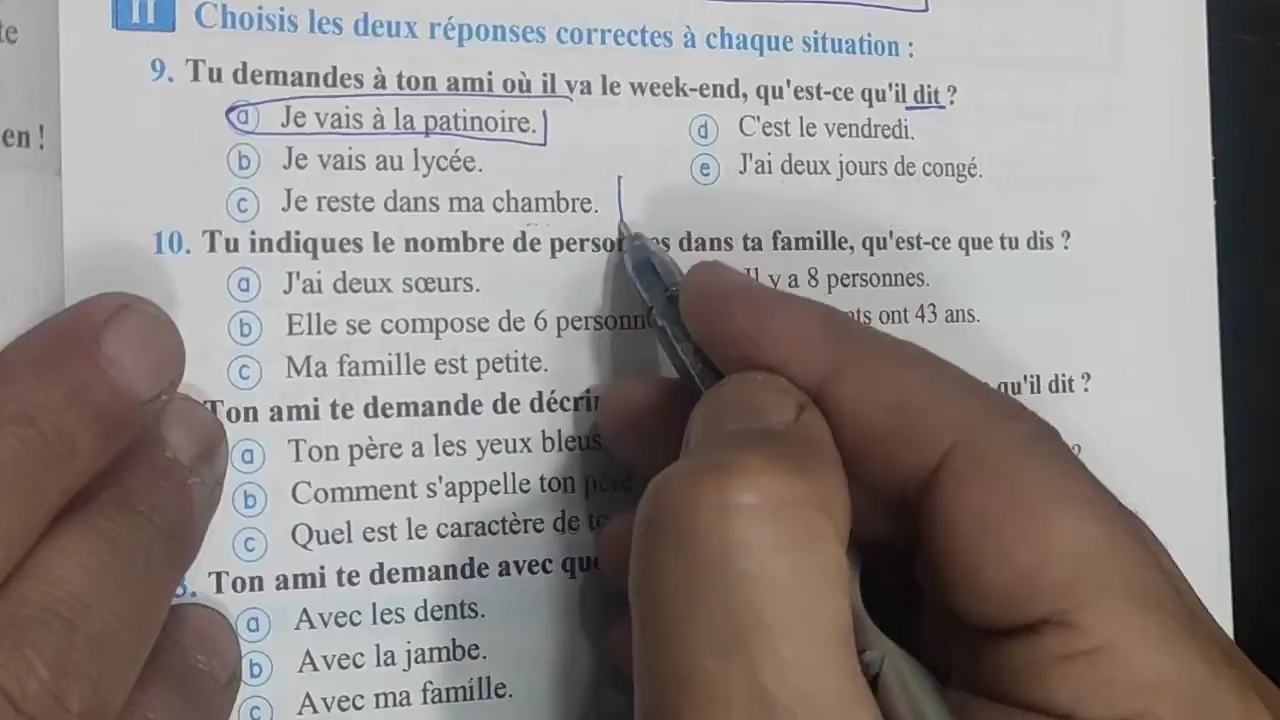 te
en !
II Choisis les deux réponses correctes à chaque situation :
9. Tu demandes à ton ami où il va le week-end, qu'est-ce qu'il dit ?
a Je vais à la patinoire.
d C'est le vendredi.
b Je vais au lycée.
e J'ai deux jours de congé.
c Je reste dans ma chambre.
10. Tu indiques le nombre de dans ta famille, qu'est-ce que tu dis ?
a J'ai deux sœurs.
Il y a 8 personnes.
b Elle se compose de 6
ont 43 ans.
c Ma famille est petite.
Ton ami te demande de
qu'il dit ?
a Ton père a les yeux bleus
b Comment s'appelle ton
c Quel est le caractère de
?
Ton ami te demande avec
a Avec les dents.
b Avec la jambe.
c Avec ma famille.